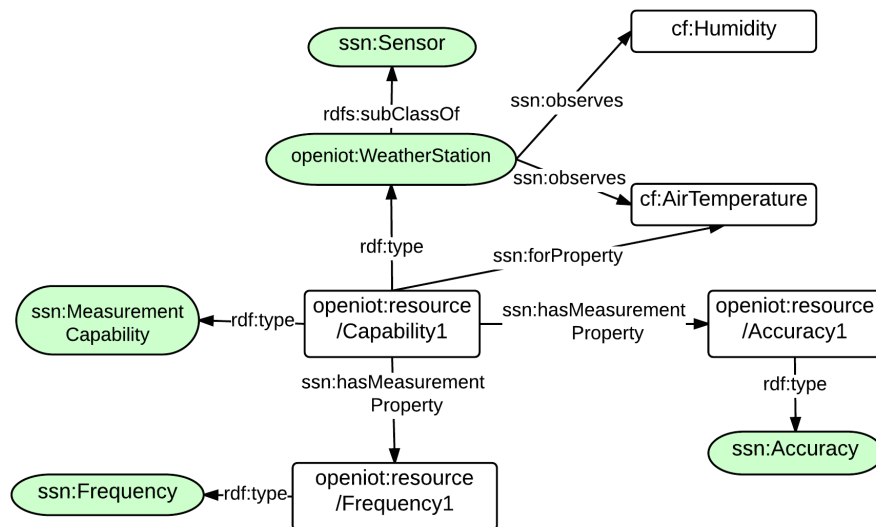 cf:Humidity
ssn:Sensor
ssn:observes
rdfs:subClassOf
openiot:WeatherStation
ssn:observes
cf:AirTemperature
rdf:type
ssn:forProperty
ssn:Measurement
Capability
rdf:type
openiot:resource
/Capability1
ssn:hasMeasurement
Property
openiot:resource
/Accuracy1
ssn:hasMeasurement
Property
rdf:type
ssn:Accuracy
ssn:Frequency
rdf:type
openiot:resource
/Frequency1